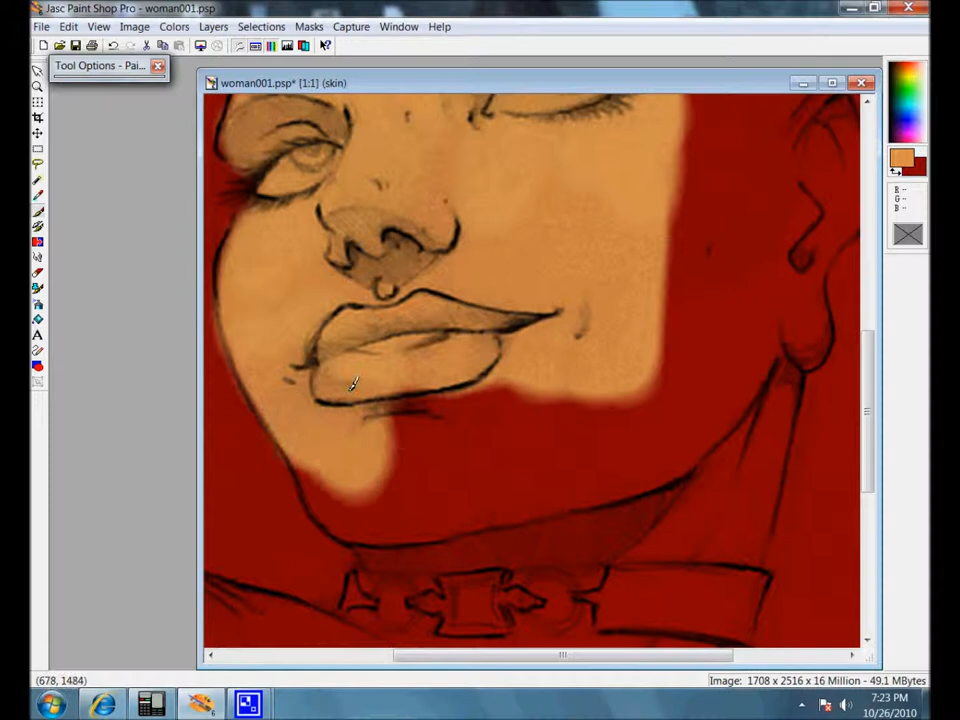 Jasc Paint Shop Pro - woman001.psp
File Edit View Image Colors Layers Selections Masks Capture Window Help
Tool Options - Pai...
woman001.psp* [1:1] (skin)
R: --
G: --
B: --
(678, 1484)
Image: 1708 x 2516 x 16 Million - 49.1 MBytes
7:23 PM
10/26/2010